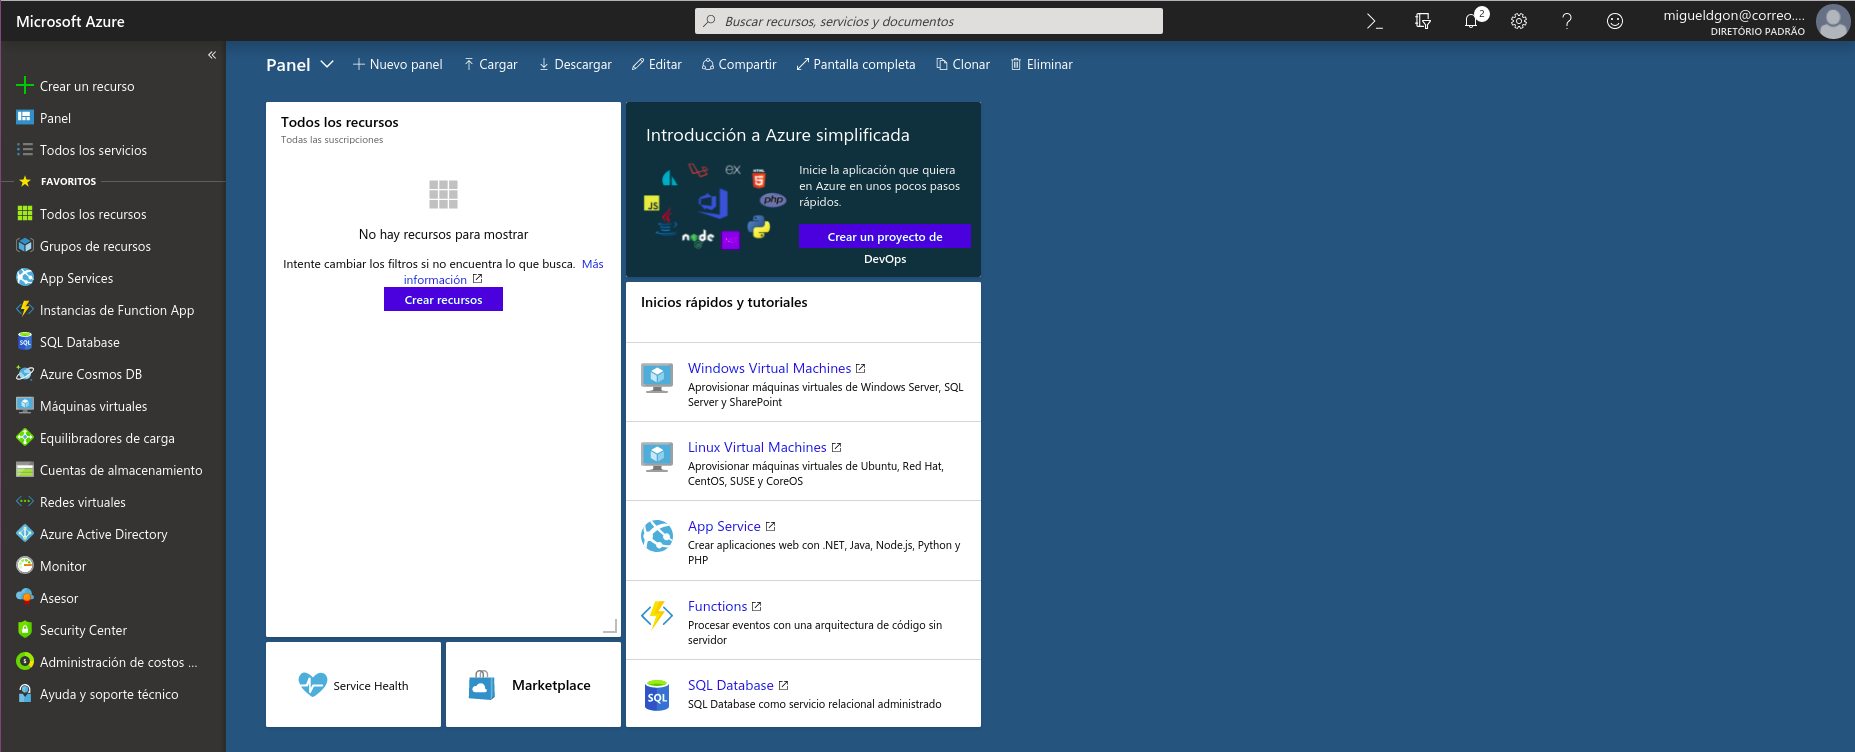 Microsoft Azure
Buscar recursos, servicios y documentos
2
migueldgon@correo....
DIRETÓRIO PADRÃO
«
Crear un recurso
Panel
Todos los servicios
FAVORITOS
Todos los recursos
Grupos de recursos
App Services
Instancias de Function App
SQL Database
Azure Cosmos DB
Máquinas virtuales
Equilibradores de carga
Cuentas de almacenamiento
Redes virtuales
Azure Active Directory
Monitor
Asesor
Security Center
Administración de costos ...
Ayuda y soporte técnico
Panel
Nuevo panel
Cargar
Descargar
Editar
Compartir
Pantalla completa
Clonar
Eliminar
Todos los recursos
Todas las suscripciones
No hay recursos para mostrar
Intente cambiar los filtros si no encuentra lo que busca. Más
información
Crear recursos
Service Health
Marketplace
Introducción a Azure simplificada
EX
JS
php
node
Inicie la aplicación que quiera
en Azure en unos pocos pasos
rápidos.
Crear un proyecto de
DevOps
Inicios rápidos y tutoriales
Windows Virtual Machines
Aprovisionar máquinas virtuales de Windows Server, SQL
Server y SharePoint
Linux Virtual Machines
Aprovisionar máquinas virtuales de Ubuntu, Red Hat,
CentOS, SUSE y CoreOS
App Service
Crear aplicaciones web con .NET, Java, Node.js, Python y
PHP
Functions
Procesar eventos con una arquitectura de código sin
servidor
SQL
SQL Database
SQL Database como servicio relacional administrado